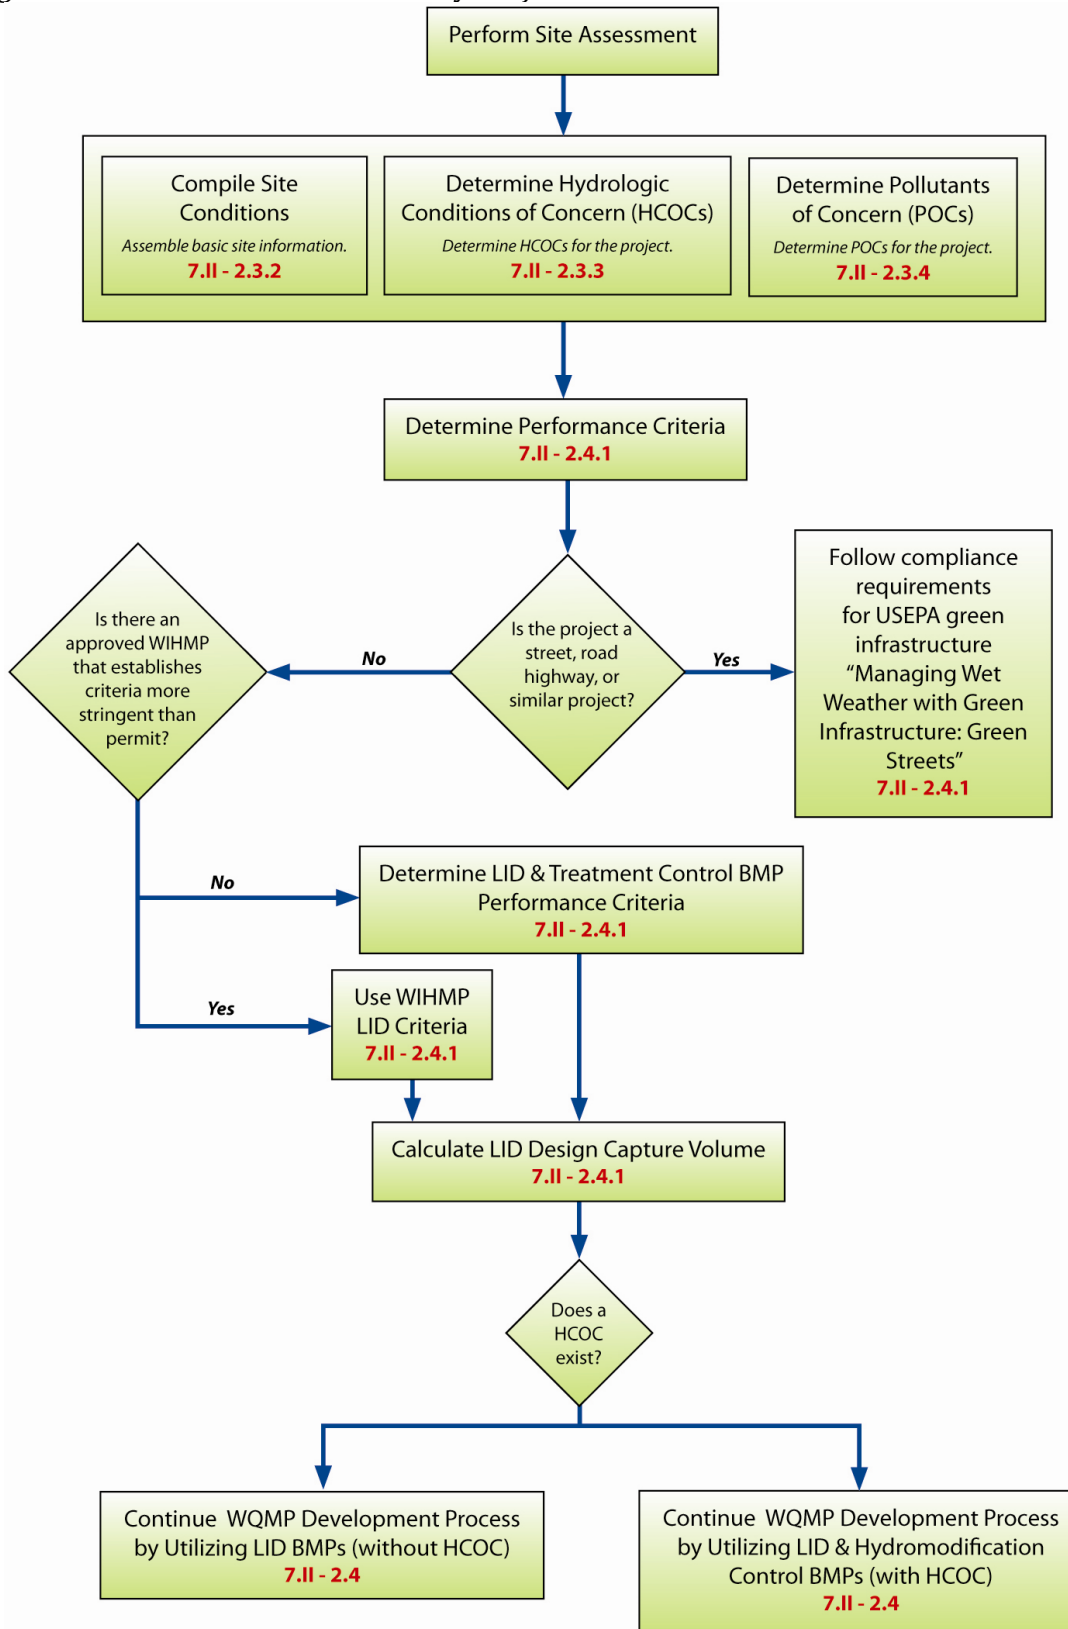 Perform Site Assessment
Compile Site
Conditions
Assemble basic site information.
7.II - 2.3.2
Determine Hydrologic
Conditions of Concern (HCOCs)
Determine HCOCs for the project.
7.II - 2.3.3
Determine Pollutants
of Concern (POCs)
Determine POCs for the project.
7.II - 2.3.4
Determine Performance Criteria
7.II - 2.4.1
Is there an
approved WIHMP
that establishes
criteria more
stringent than
permit?
No
Is the project a
street, road
highway, or
similar project?
Yes
Follow compliance
requirements
for USEPA green
infrastructure
“Managing Wet
Weather with Green
Infrastructure: Green
Streets”
7.II - 2.4.1
No
Determine LID & Treatment Control BMP
Performance Criteria
7.II - 2.4.1
Yes
Use WIHMP
LID Criteria
7.II - 2.4.1
Calculate LID Design Capture Volume
7.II - 2.4.1
Does a
HCOC
exist?
Continue WQMP Development Process
by Utilizing LID BMPs (without HCOC)
7.II - 2.4
Continue WQMP Development Process
by Utilizing LID & Hydromodification
Control BMPs (with HCOC)
7.II - 2.4